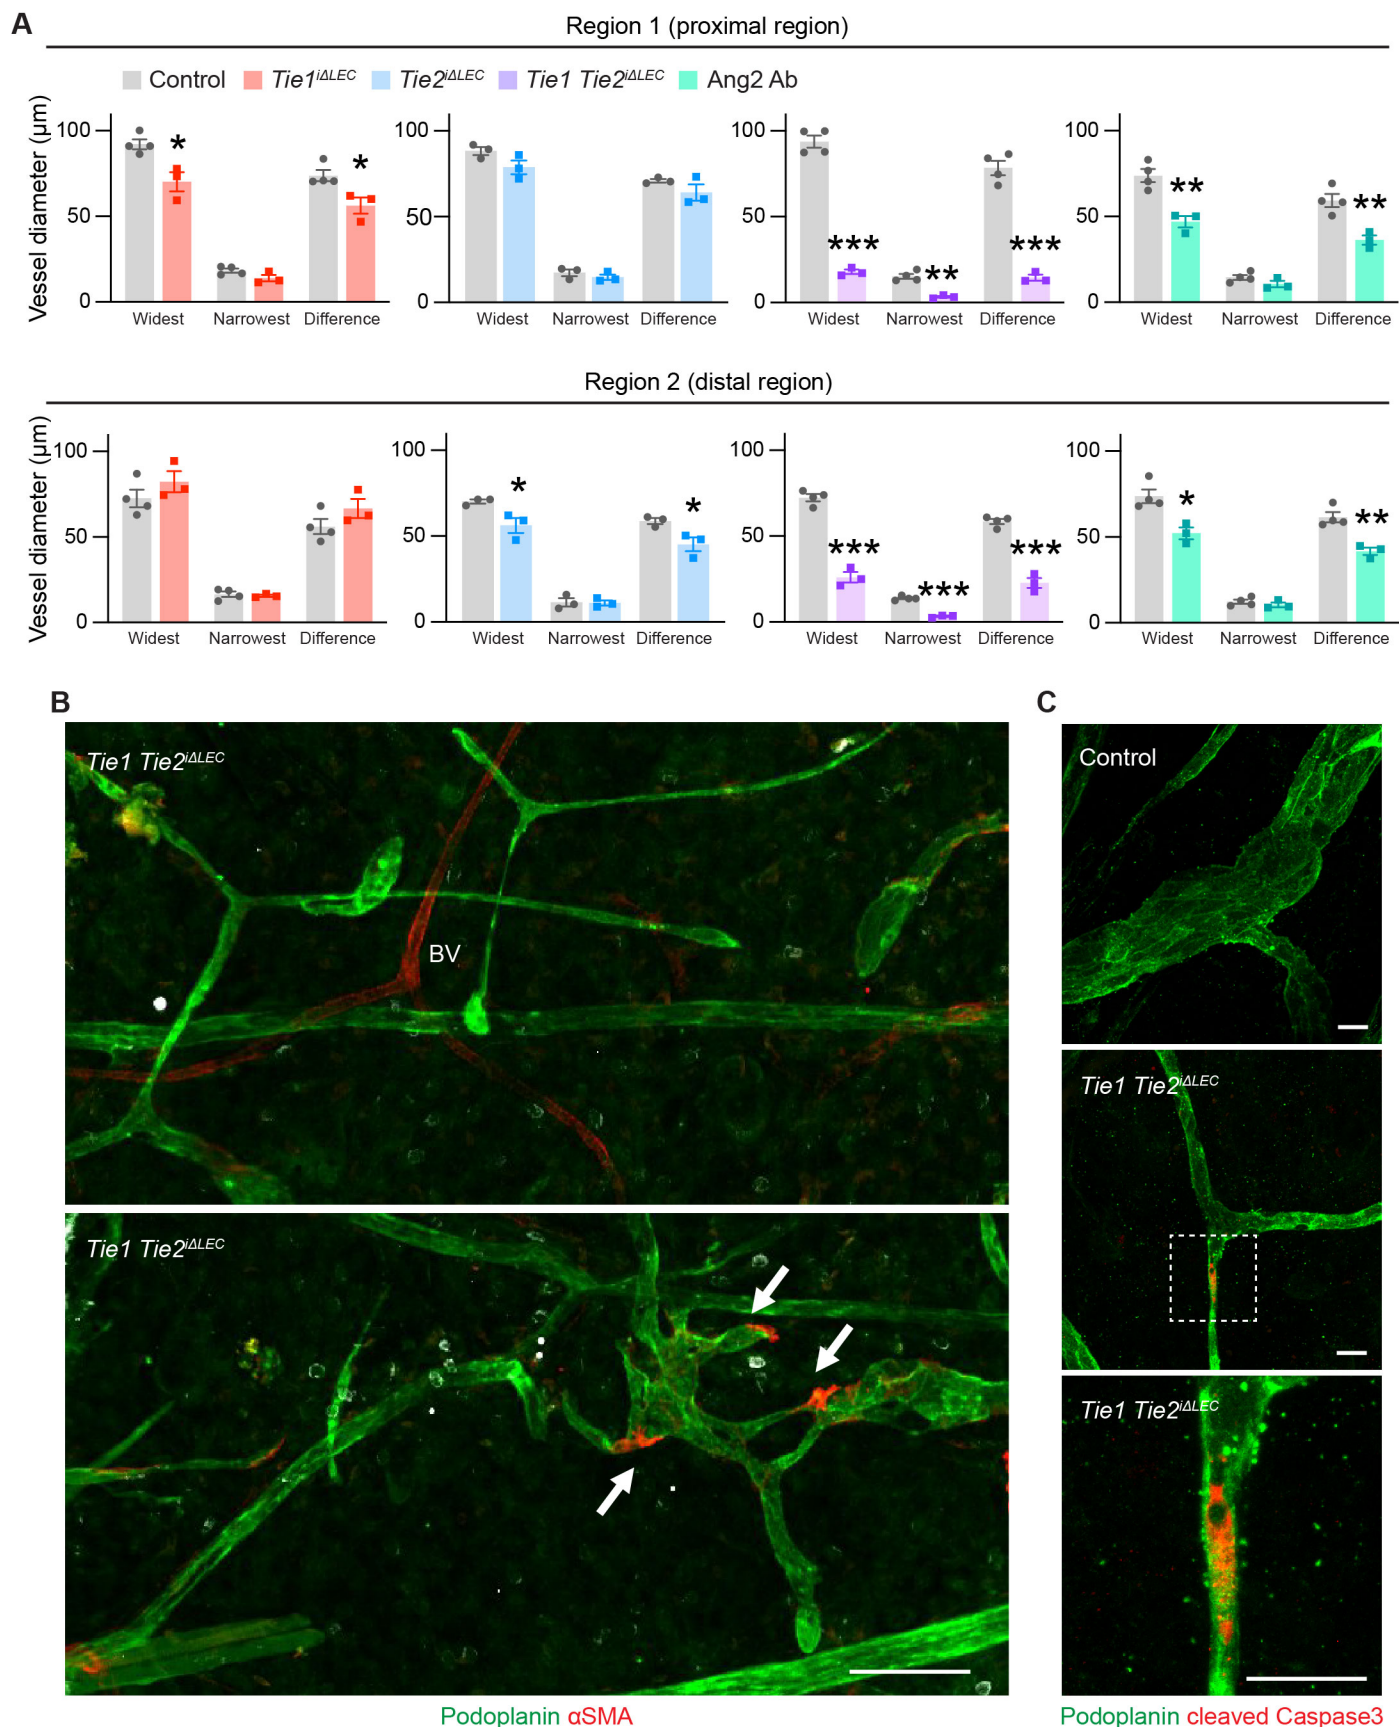 A
Region 1 (proximal region)
Control Tie1iΔLEC Tie2iΔLEC Tie1 Tie2iΔLEC Ang2 Ab
Vessel diameter (μm)
100
50
0
* *
Widest Narrowest Difference
100
50
0
Widest Narrowest Difference
100
50
0
*** ** ***
Widest Narrowest Difference
100
50
0
** **
Widest Narrowest Difference
Region 2 (distal region)
Vessel diameter (μm)
100
50
0
Widest Narrowest Difference
100
50
0
* *
Widest Narrowest Difference
100
50
0
*** *** ***
Widest Narrowest Difference
100
50
0
* **
Widest Narrowest Difference
B
Tie1 Tie2iΔLEC
BV
Tie1 Tie2iΔLEC
Podoplanin αSMA
C
Control
Tie1 Tie2iΔLEC
Tie1 Tie2iΔLEC
Podoplanin cleaved Caspase3